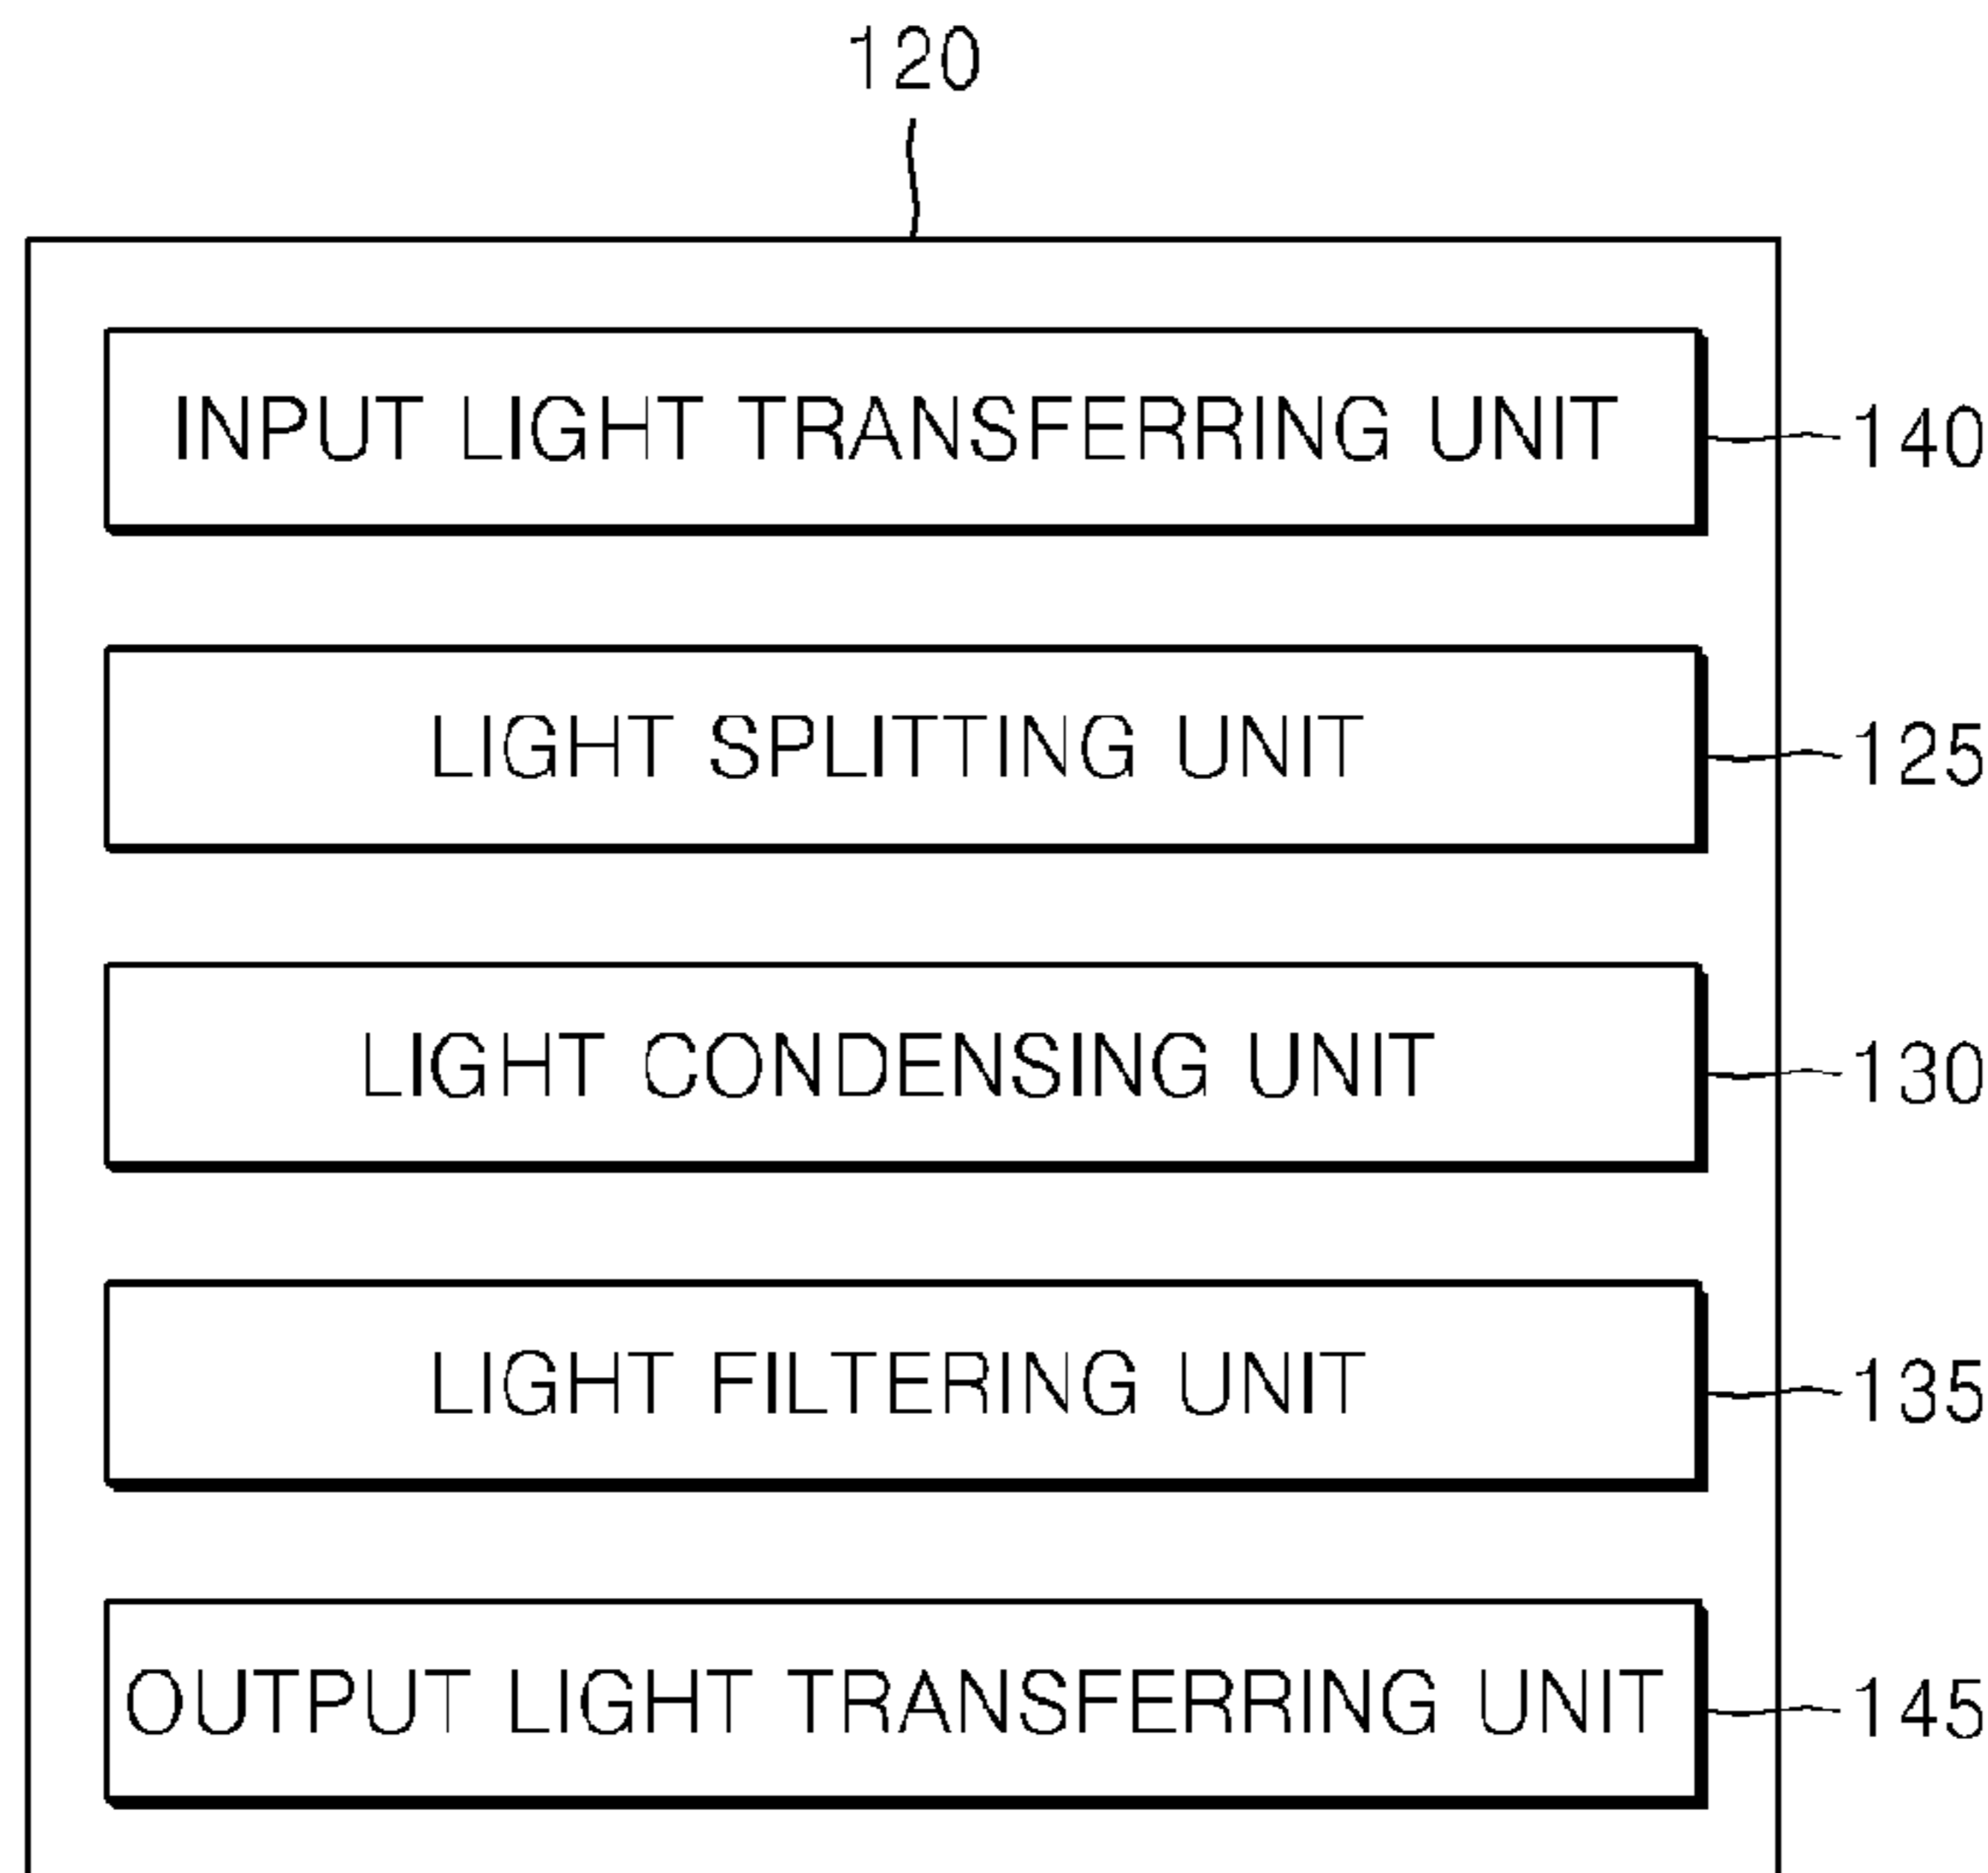 120
INPUT LIGHT TRANSFERRING UNIT 140
LIGHT SPLITTING UNIT 125
LIGHT CONDENSING UNIT 130
LIGHT FILTERING UNIT 135
OUTPUT LIGHT TRANSFERRING UNIT 145